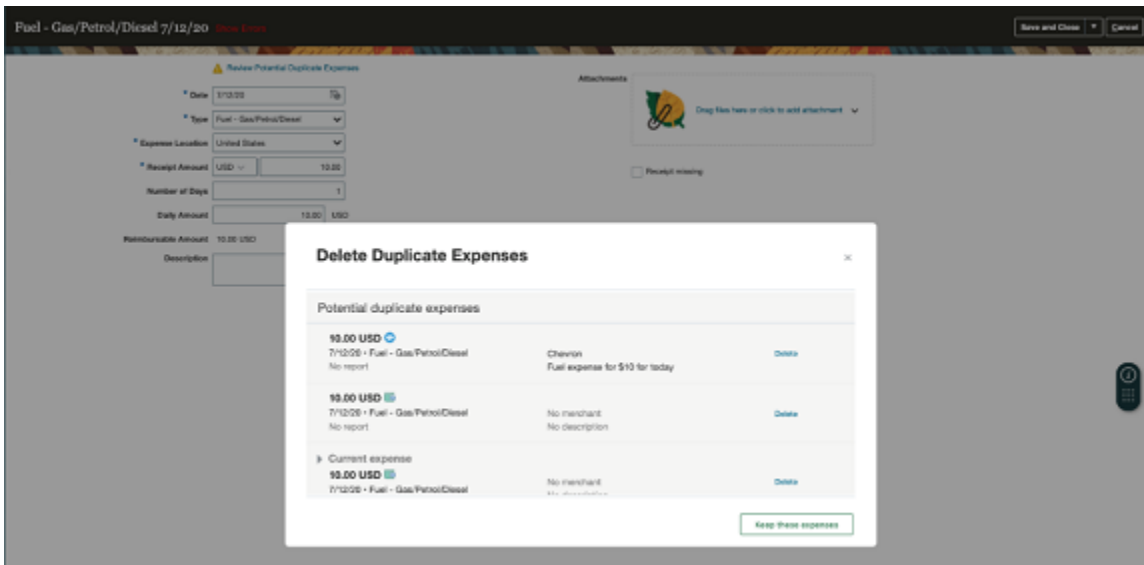 Fuel - Gas/Petrol/Diesel 7/12/20 Show Errors
Save and Close
Cancel
Review Potential Duplicate Expenses
* Date 7/12/20
* Type Fuel - Gas/Petrol/Diesel
* Expense Location United States
* Receipt Amount USD 10.00
Number of Days 1
Daily Amount 10.00 USD
Reimbursable Amount 10.00 USD
Description
Attachments
Drag files here or click to add attachment
Receipt missing
Delete Duplicate Expenses
Potential duplicate expenses
10.00 USD
7/12/20 • Fuel - Gas/Petrol/Diesel
No report
Chevron
Fuel expense for $10 for today
Delete
10.00 USD
7/12/20 • Fuel - Gas/Petrol/Diesel
No report
No merchant
No description
Delete
Current expense
10.00 USD
7/12/20 • Fuel - Gas/Petrol/Diesel
No merchant
No description
Delete
Keep these expenses